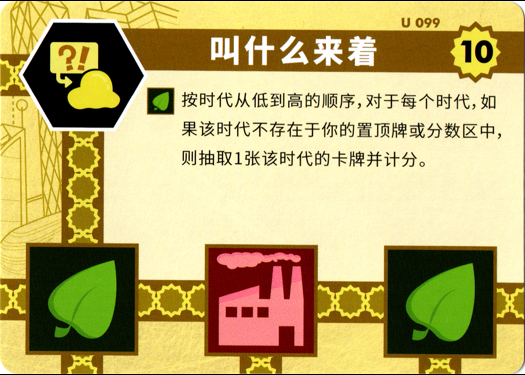 U 099
?!
叫什么来着
10
按时代从低到高的顺序，对于每个时代，如
果该时代不存在于你的置顶牌或分数区中，
则抽取1张该时代的卡牌并计分。